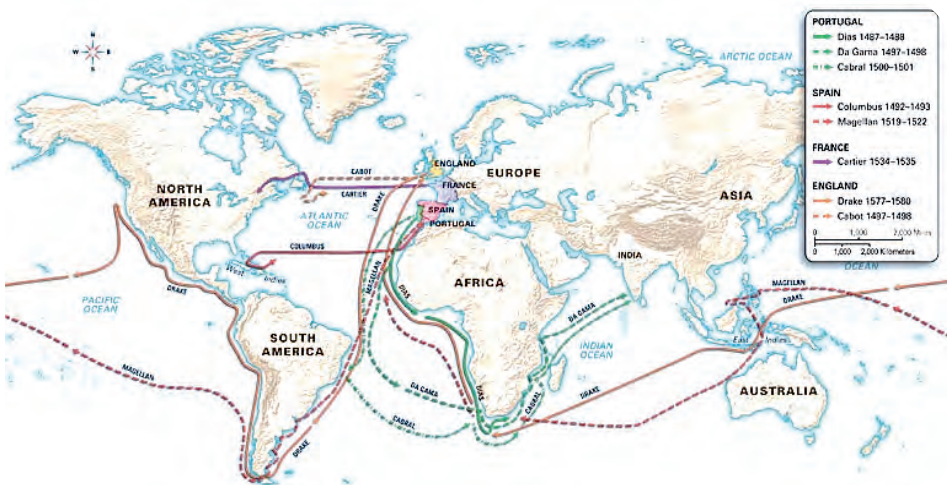 PORTUGAL
Dias 1487–1488
Da Gama 1497–1498
Cabral 1500–1501
SPAIN
Columbus 1492–1493
Magellan 1519–1522
FRANCE
Cartier 1534–1535
ENGLAND
Drake 1577–1580
Cabot 1497–1498
0 1,000 2,000 Miles
0 1,000 2,000 Kilometers
N
W E
S
ARCTIC OCEAN
NORTH
AMERICA
CABOT
CARTIER
DRAKE
ENGLAND
FRANCE
EUROPE
ASIA
ATLANTIC
OCEAN
SPAIN
PORTUGAL
COLUMBUS
West Indies
MAGELLAN
INDIA
OCEAN
AFRICA
DIAS
DA GAMA
MAGELLAN
DRAKE
PACIFIC
OCEAN
DRAKE
SOUTH
AMERICA
INDIAN
OCEAN
East Indies
MAGELLAN
DA GAMA
DIAS
CABRAL
DRAKE
AUSTRALIA
CABRAL
DRAKE